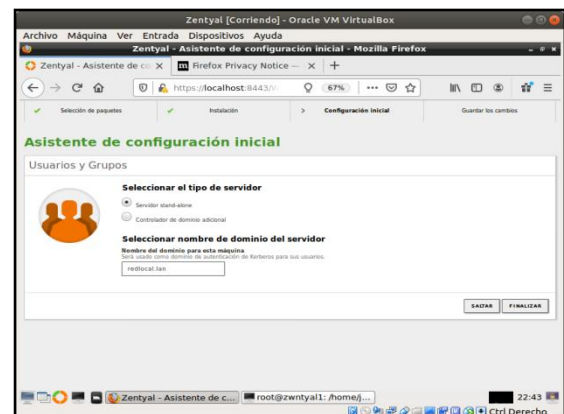 Zentyal [Corriendo] - Oracle VM VirtualBox
Archivo Máquina Ver Entrada Dispositivos Ayuda
Zentyal - Asistente de configuración inicial - Mozilla Firefox
Zentyal - Asistente de co
Firefox Privacy Notice —
https://localhost:8443/
67%
Selección de paquetes
Instalación
Configuración inicial
Guardar los cambios
Asistente de configuración inicial
Usuarios y Grupos
Seleccionar el tipo de servidor
Servidor stand-alone
Controlador de dominio adicional
Seleccionar nombre de dominio del servidor
Nombre del dominio para esta máquina
Será usado como dominio de autenticación de Kerberos para sus usuarios.
redlocal.lan
SALTAR
FINALIZAR
Zentyal - Asistente de c...
root@zwntyal1: /home/j...
22:43
Ctrl Derecho